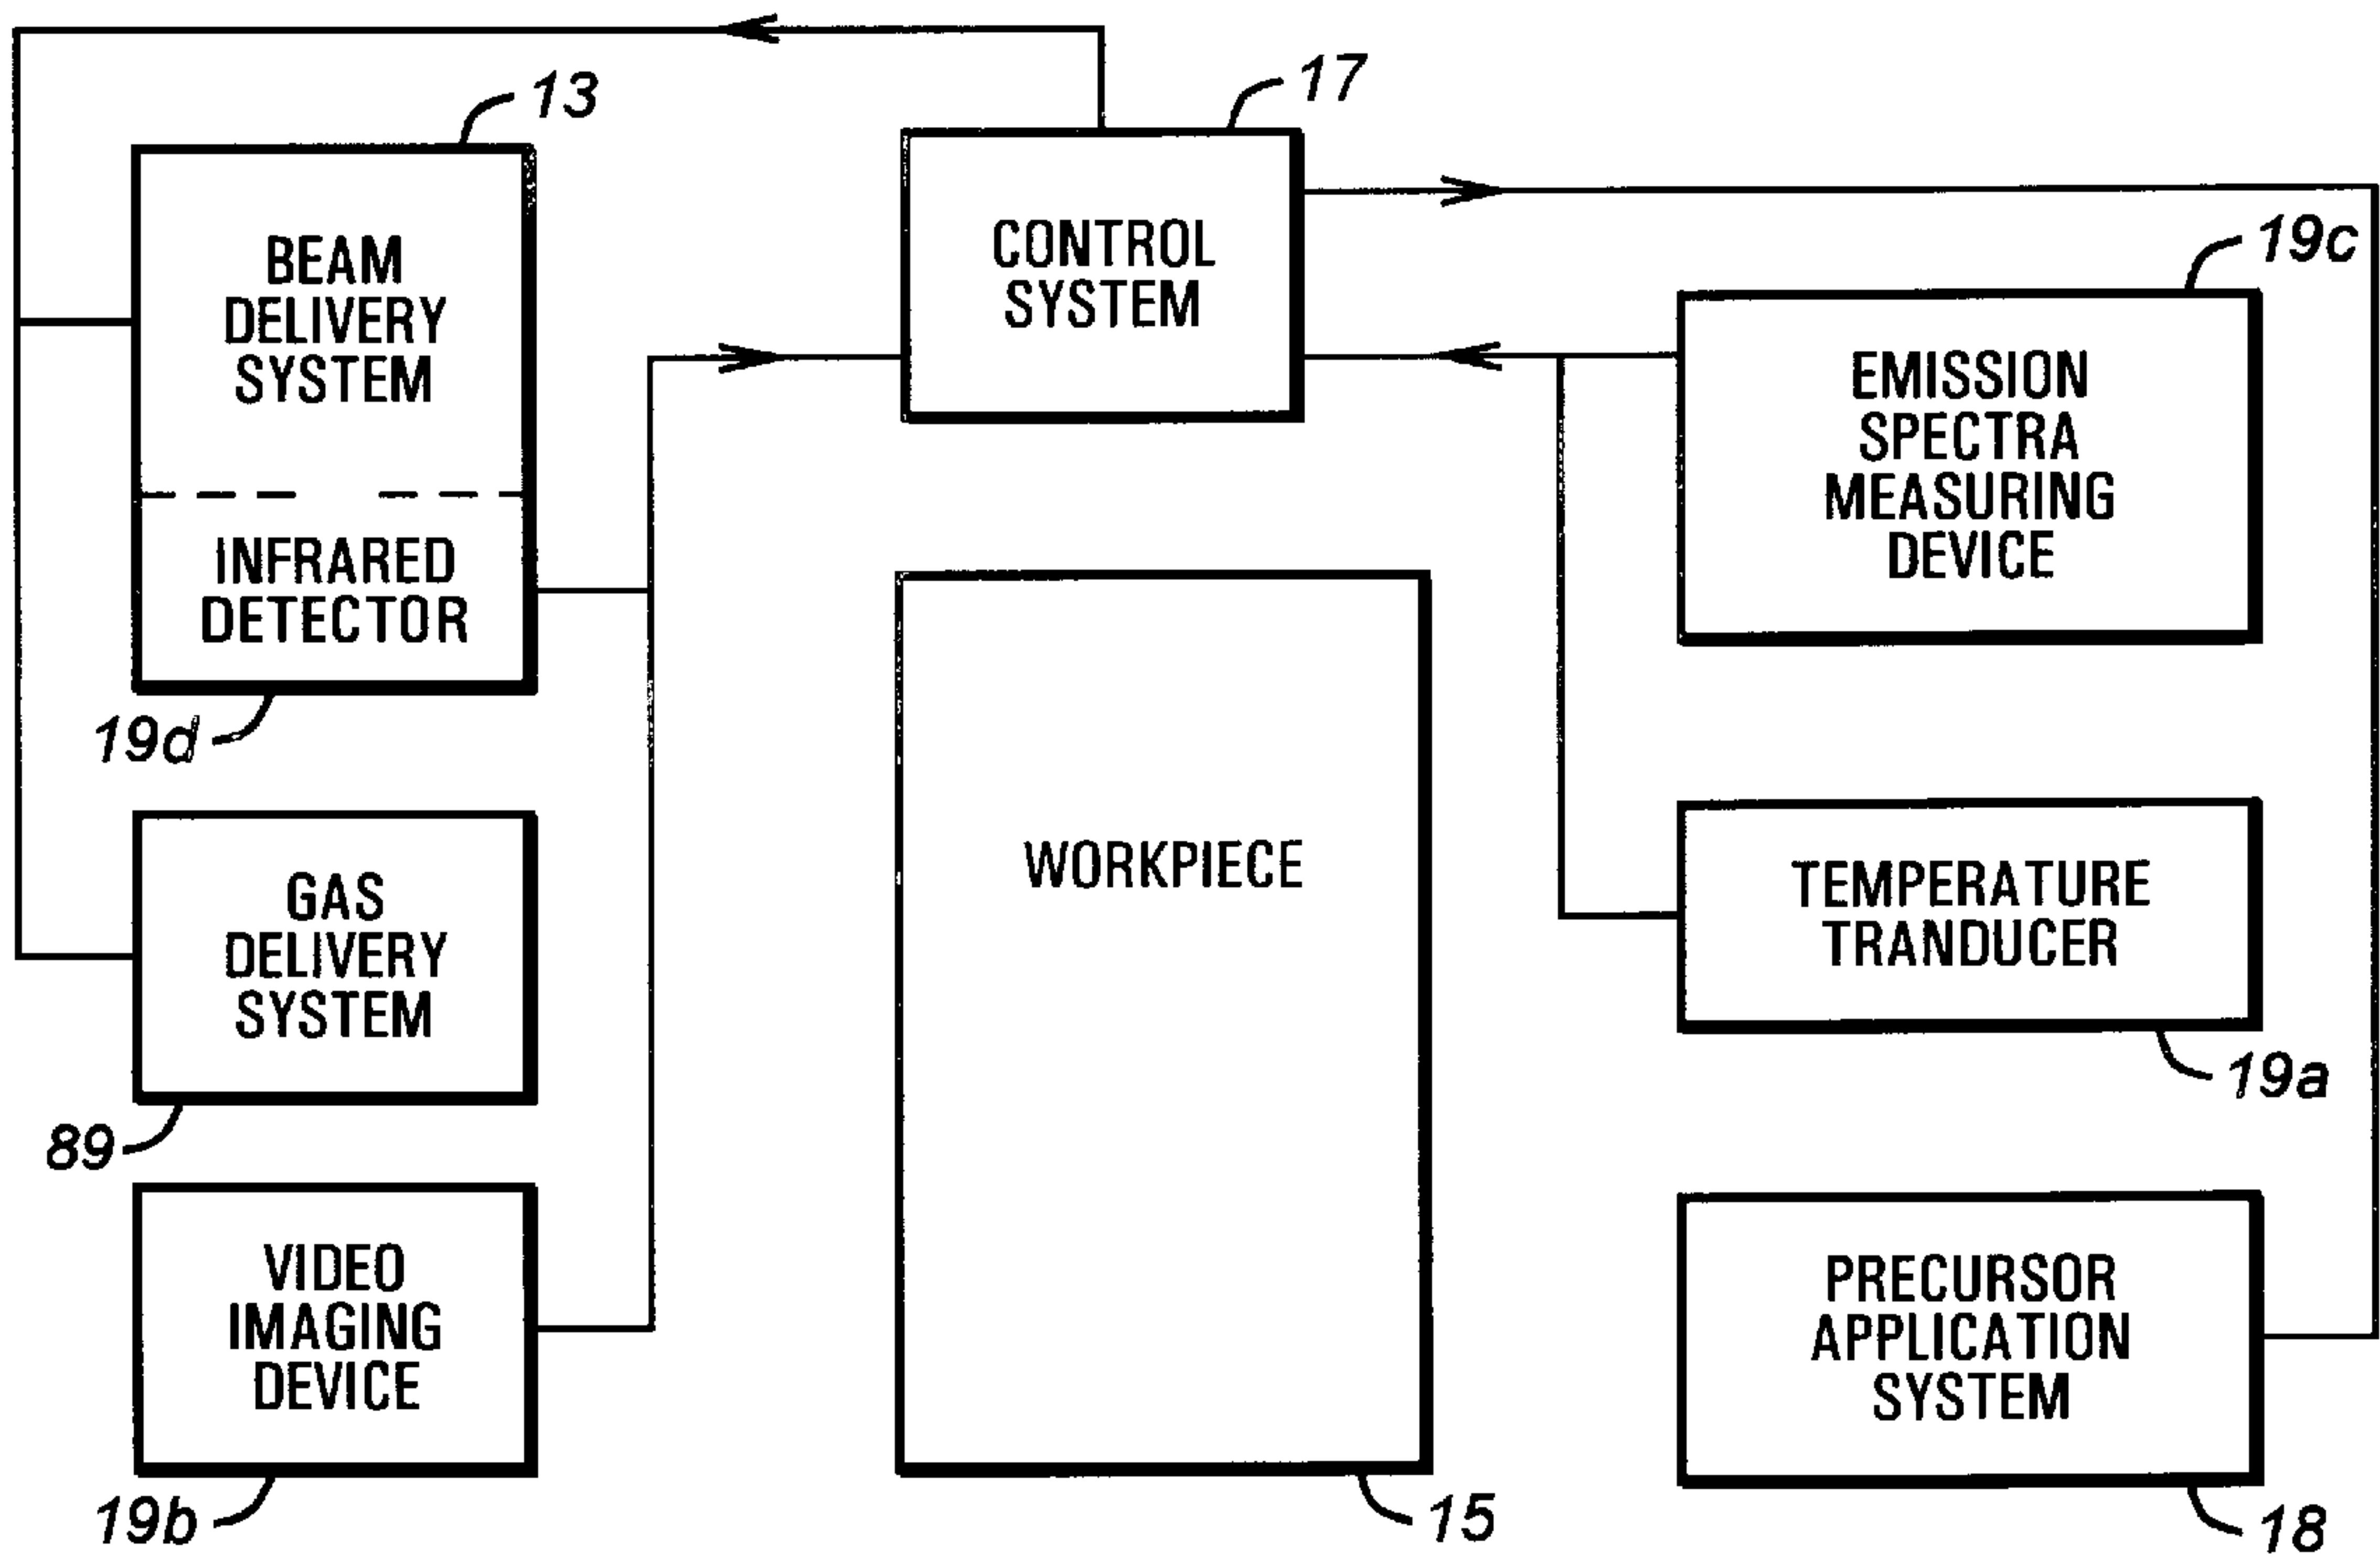 13
17
BEAM
DELIVERY
SYSTEM
INFRARED
DETECTOR
19d
CONTROL
SYSTEM
19c
EMISSION
SPECTRA
MEASURING
DEVICE
GAS
DELIVERY
SYSTEM
89
WORKPIECE
15
TEMPERATURE
TRANDUCER
19a
VIDEO
IMAGING
DEVICE
19b
PRECURSOR
APPLICATION
SYSTEM
18